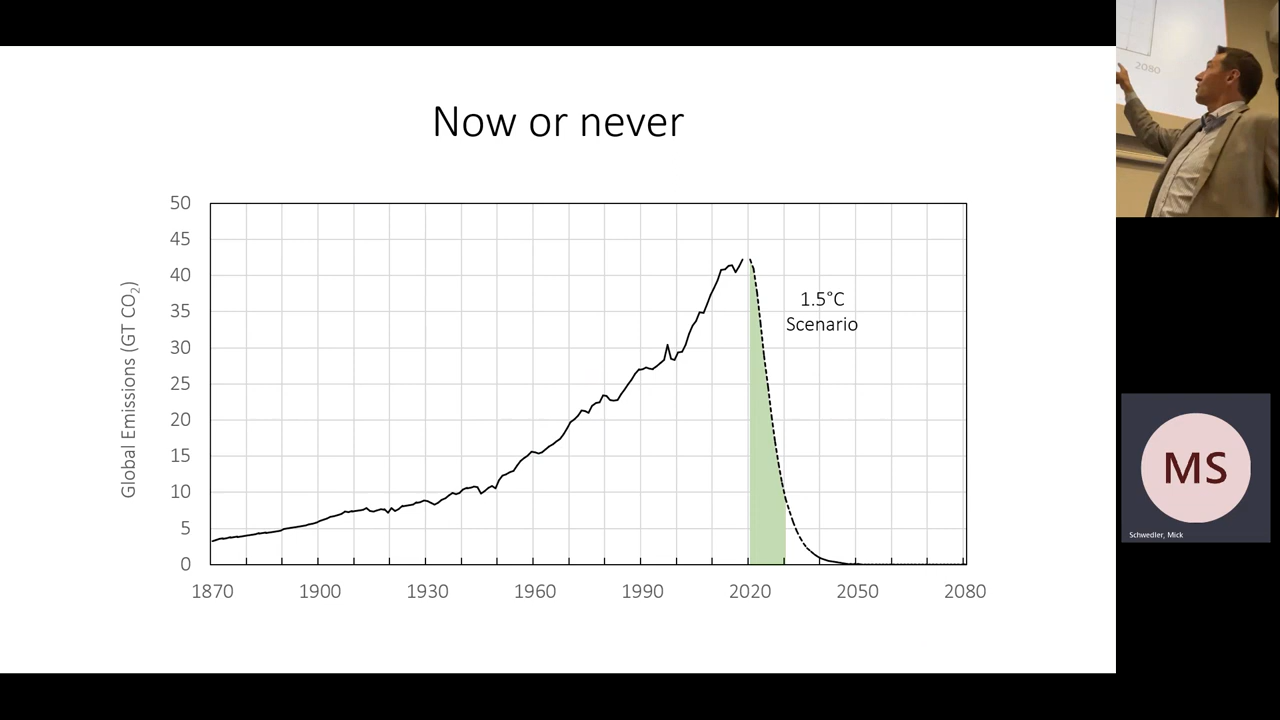 Now or never
Global Emissions (GT CO₂)
50
45
40
35
30
25
20
15
10
5
0
1870 1900 1930 1960 1990 2020 2050 2080
1.5°C
Scenario
2080
MS
Schwedler, Mick